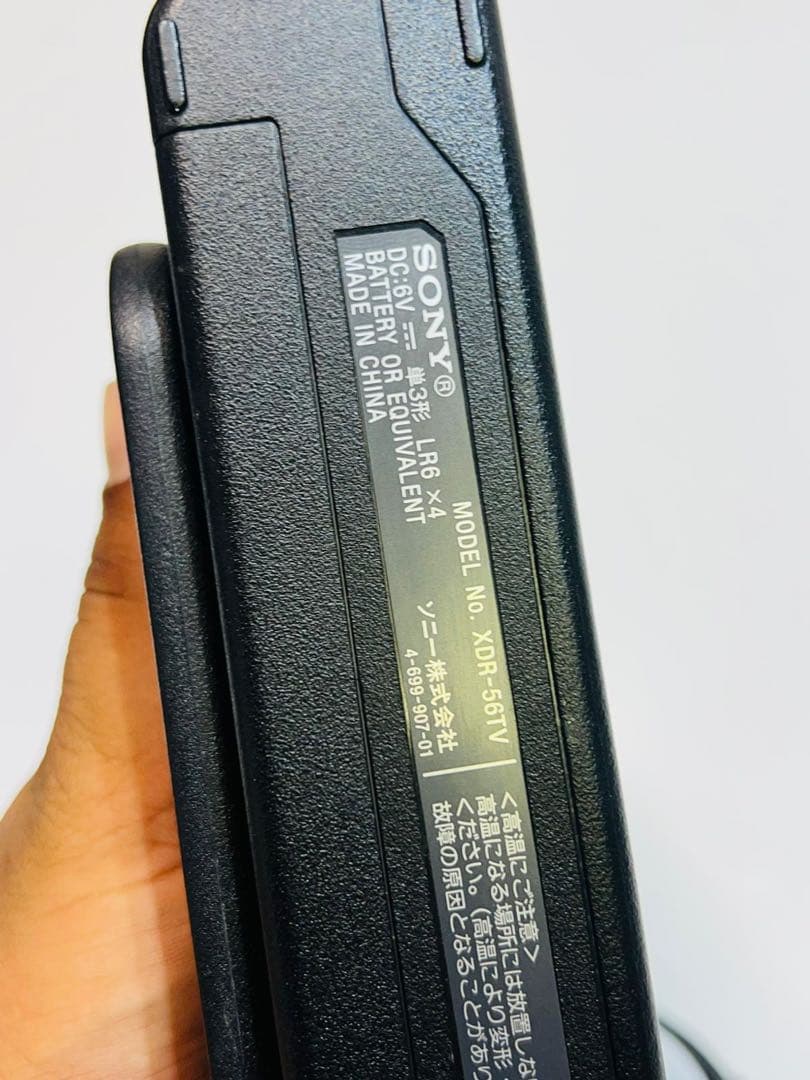 SONY®
MODEL No. XDR-56TV
DC:6V ⎓ 単3形 LR6 ×4
BATTERY OR EQUIVALENT
MADE IN CHINA
ソニー株式会社
4-699-907-01
<高温にご注意>
高温になる場所には放置しな
ください。(高温により変形
故障の原因となることがあり